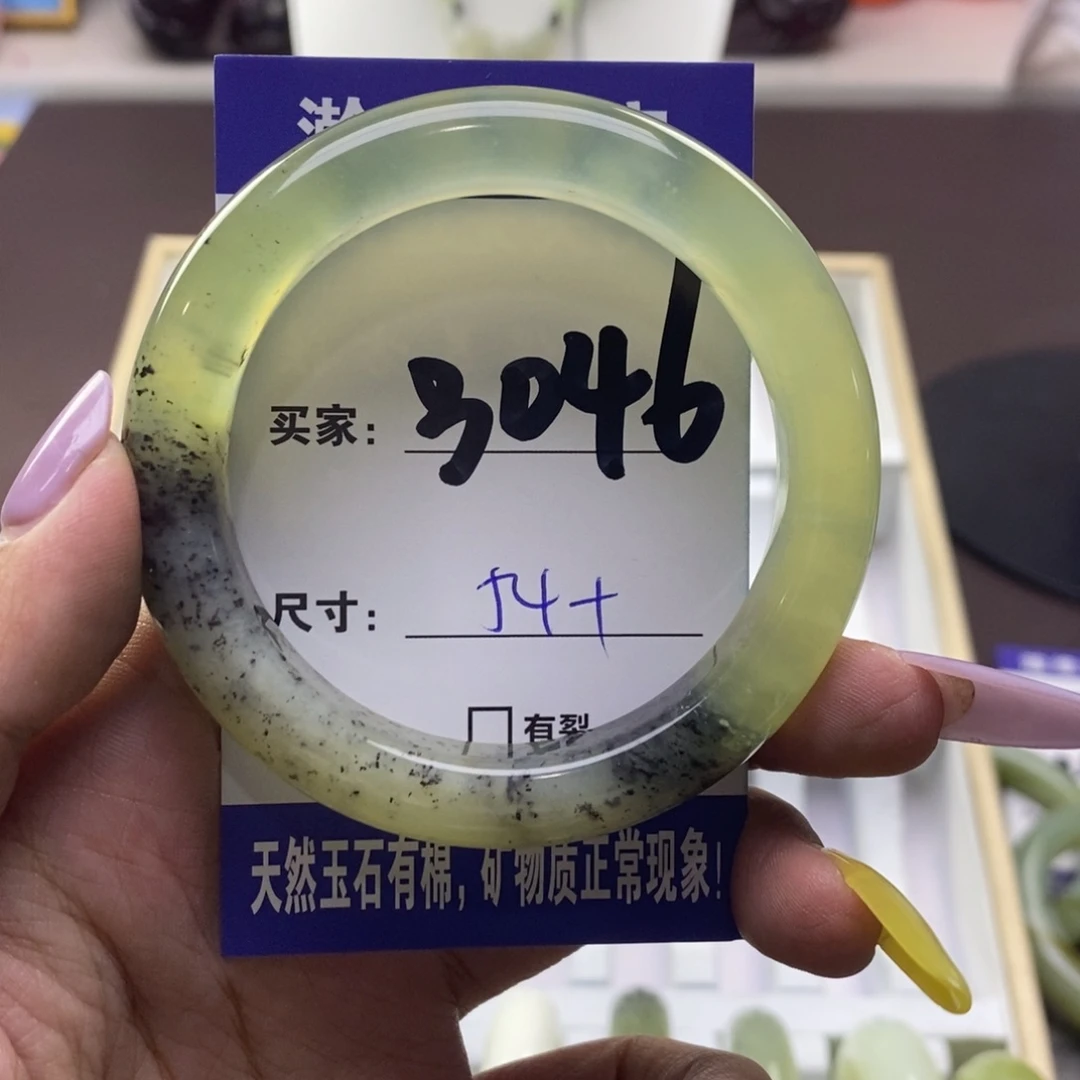 瀚
买家: 3046
尺寸: 54+
有裂
天然玉石有棉,矿物质正常现象!